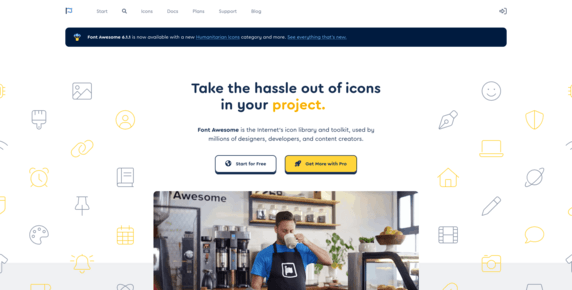 Start Icons Docs Plans Support Blog
Font Awesome 6.1.1 is now available with a new Humanitarian Icons category and more. See everything that's new.
Take the hassle out of icons
in your project.
Font Awesome is the Internet's icon library and toolkit, used by
millions of designers, developers, and content creators.
Start for Free Get More with Pro
Awesome